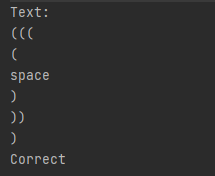 Text:
(((
(
space
)
))
)
Correct